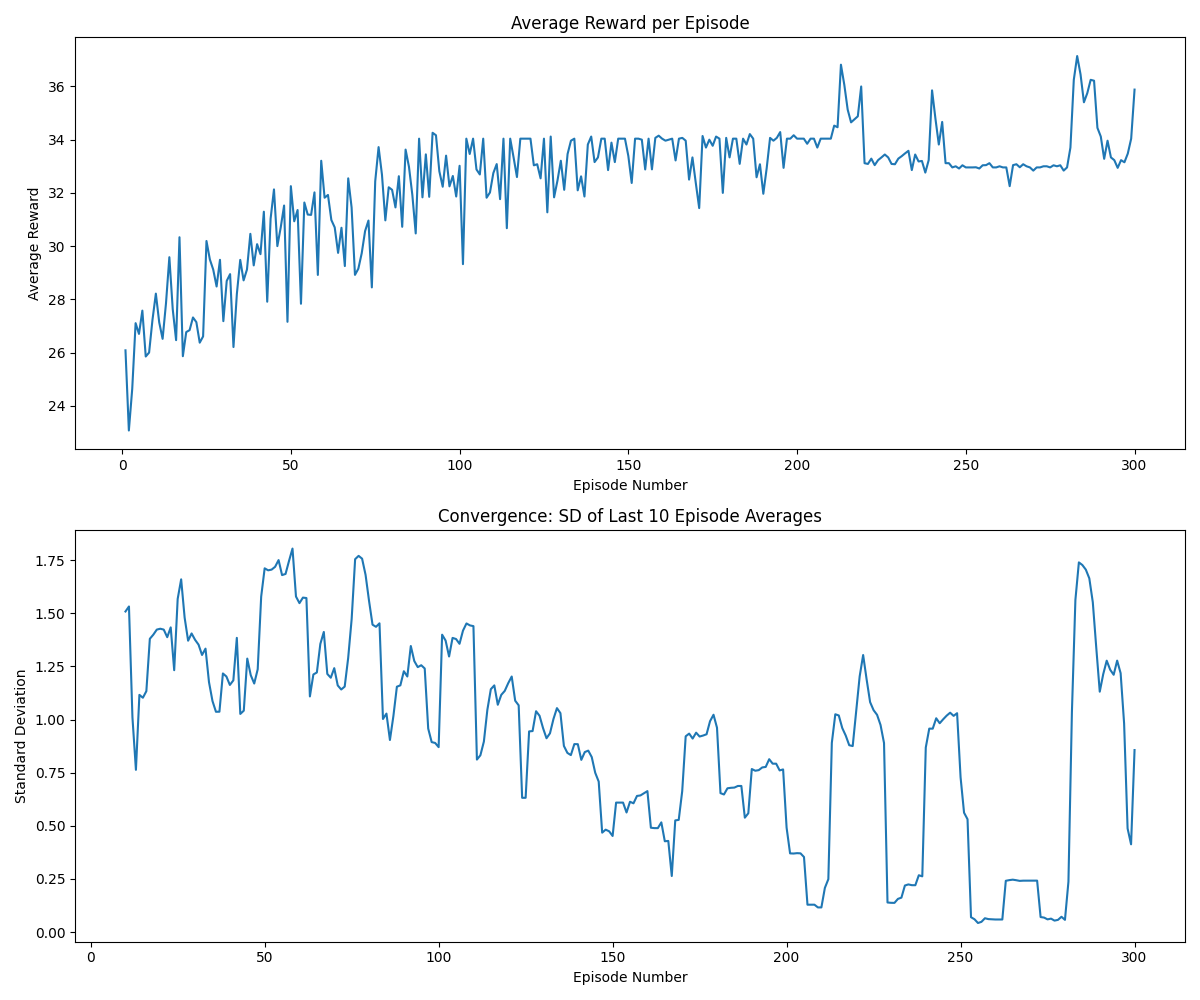 Average Reward per Episode
Average Reward
36
34
32
30
28
26
24
0 50 100 150 200 250 300
Episode Number
Convergence: SD of Last 10 Episode Averages
Standard Deviation
1.75
1.50
1.25
1.00
0.75
0.50
0.25
0.00
0 50 100 150 200 250 300
Episode Number